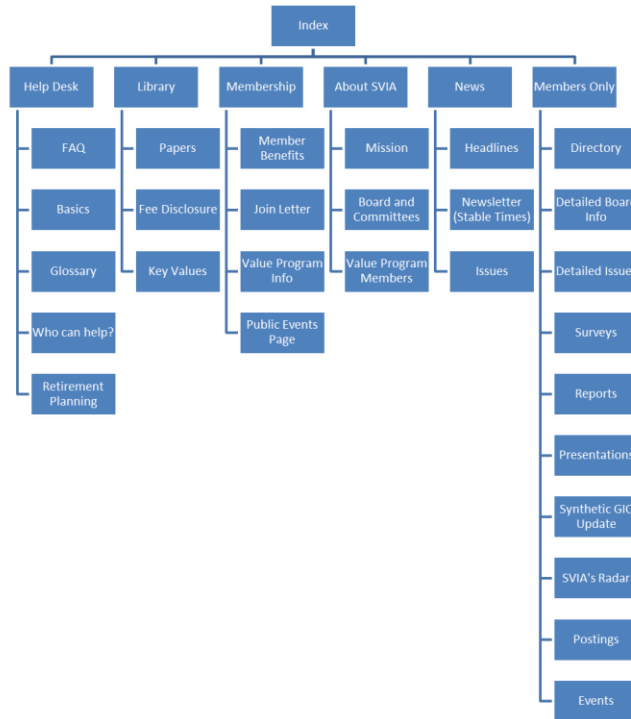 Index
Help Desk
Library
Membership
About SVIA
News
Members Only
FAQ
Basics
Glossary
Who can help?
Retirement
Planning
Papers
Fee Disclosure
Key Values
Member
Benefits
Join Letter
Value Program
Info
Public Events
Page
Mission
Board and
Committees
Value Program
Members
Headlines
Newsletter
(Stable Times)
Issues
Directory
Detailed Board
Info
Detailed Issues
Surveys
Reports
Presentations
Synthetic GIC
Update
SVIA's Radar
Postings
Events